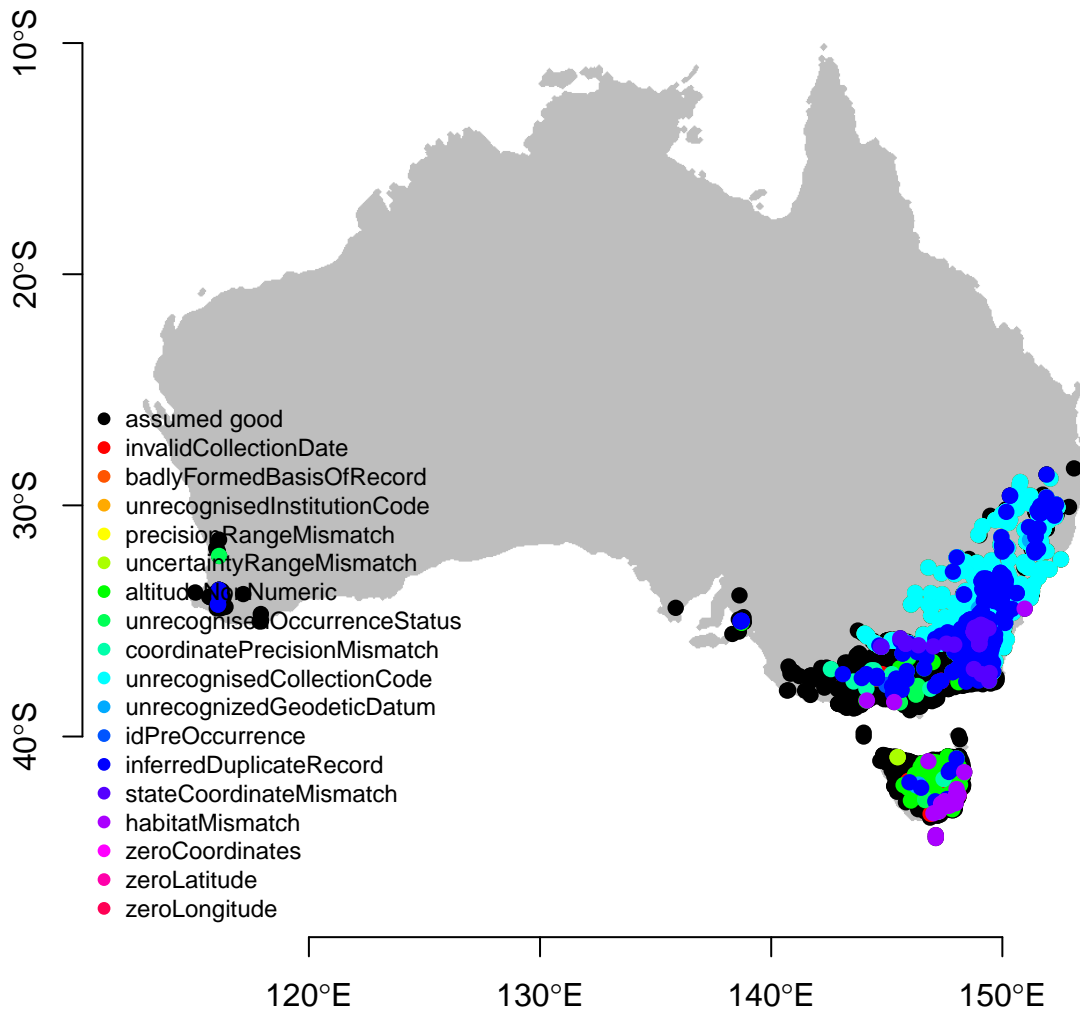 10°S
20°S
30°S
40°S
assumed good
invalidCollectionDate
badlyFormedBasisOfRecord
unrecognisedInstitutionCode
precisionRangeMismatch
uncertaintyRangeMismatch
altitudeNonNumeric
unrecognisedOccurrenceStatus
coordinatePrecisionMismatch
unrecognisedCollectionCode
unrecognizedGeodeticDatum
idPreOccurrence
inferredDuplicateRecord
stateCoordinateMismatch
habitatMismatch
zeroCoordinates
zeroLatitude
zeroLongitude
120°E 130°E 140°E 150°E